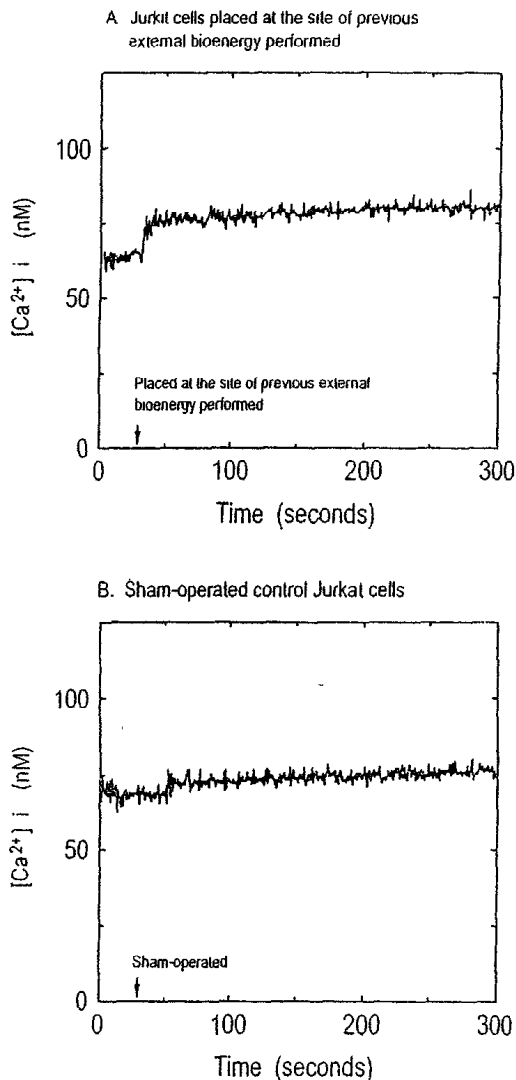 A. Jurkit cells placed at the site of previous
external bioenergy performed
100
50
0
[Ca²⁺] i (nM)
Placed at the site of previous external
bioenergy performed
0 100 200 300
Time (seconds)
B. Sham-operated control Jurkat cells
100
50
0
[Ca²⁺] i (nM)
Sham-operated
0 100 200 300
Time (seconds)